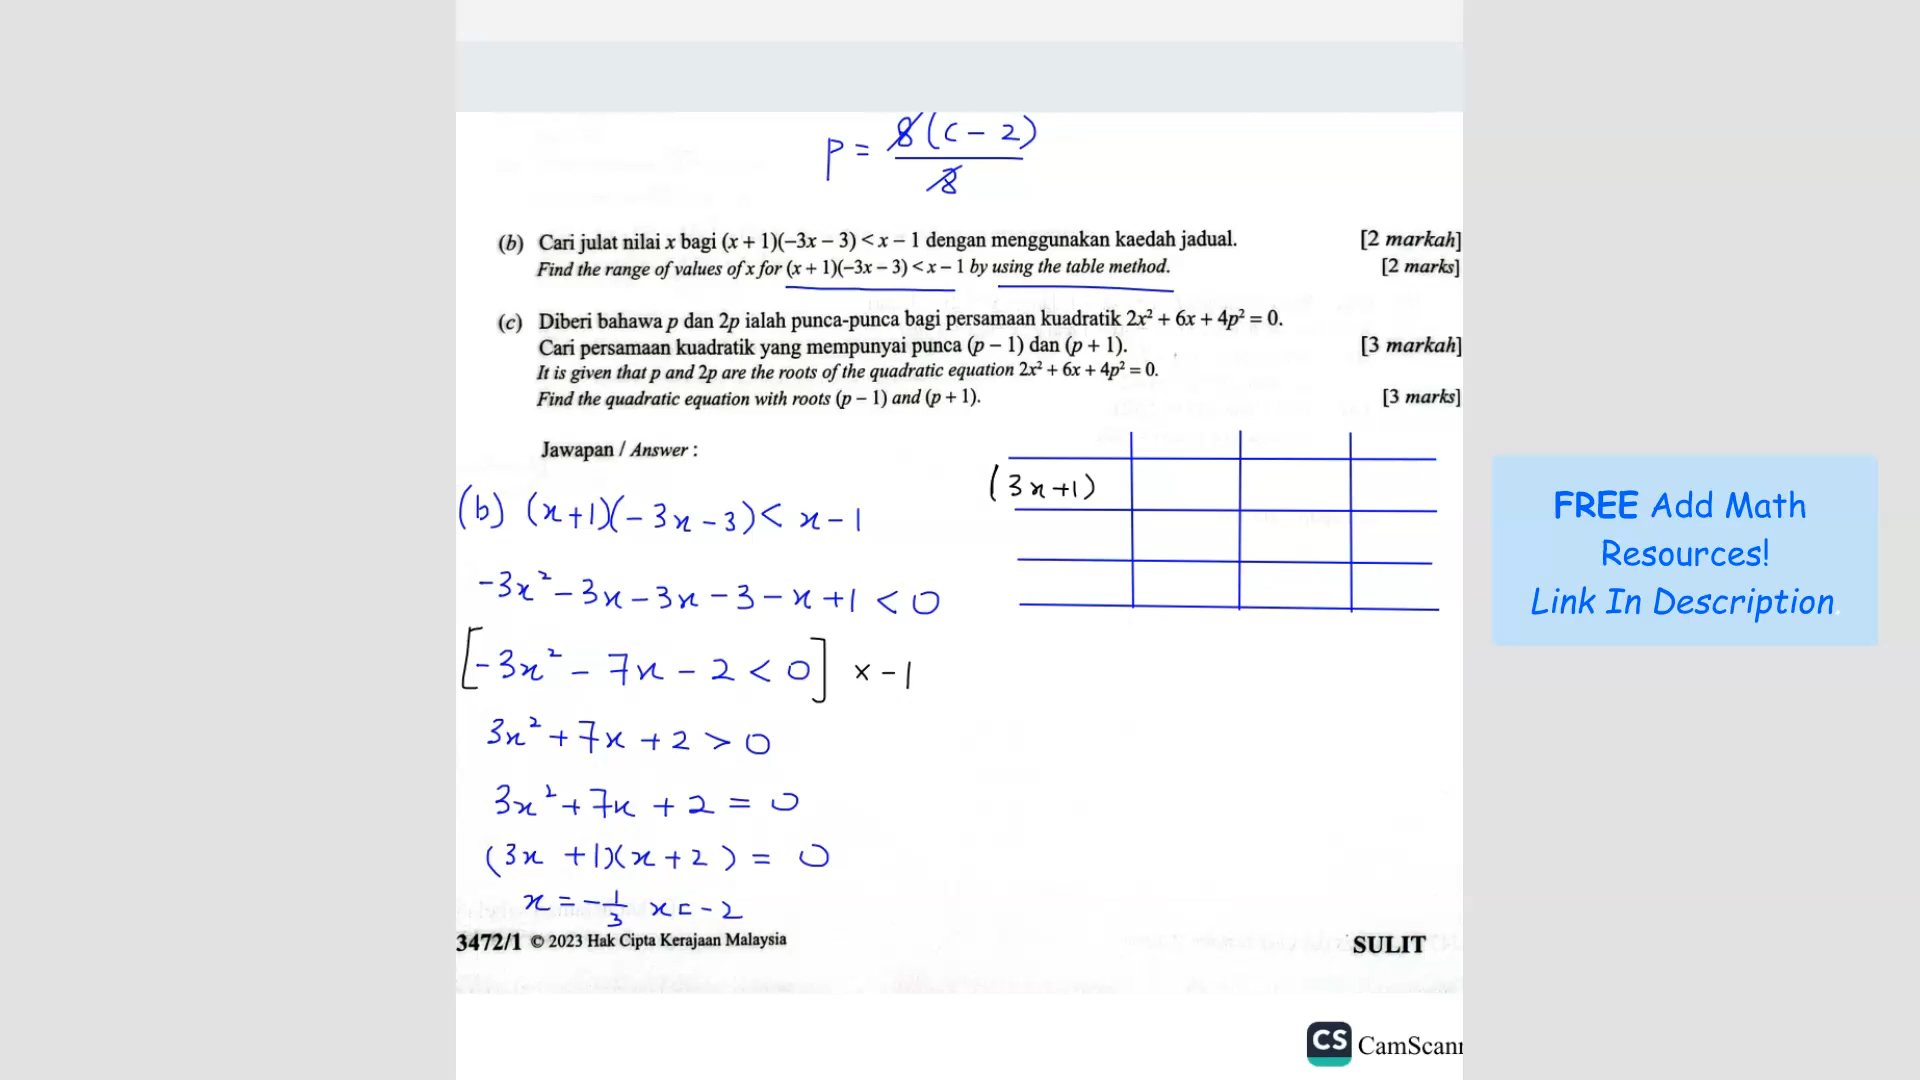 P = 8(c - 2)
8
(b) Cari julat nilai x bagi (x + 1)(−3x − 3) < x − 1 dengan menggunakan kaedah jadual. [2 markah]
Find the range of values of x for (x + 1)(−3x − 3) < x − 1 by using the table method. [2 marks]
(c) Diberi bahawa p dan 2p ialah punca-punca bagi persamaan kuadratik 2x² + 6x + 4p² = 0.
Cari persamaan kuadratik yang mempunyai punca (p − 1) dan (p + 1). [3 markah]
It is given that p and 2p are the roots of the quadratic equation 2x² + 6x + 4p² = 0.
Find the quadratic equation with roots (p − 1) and (p + 1). [3 marks]
Jawapan / Answer :
(3x+1)
(b) (x+1)(-3x-3) < x-1
-3x² - 3x - 3x - 3 - x + 1 < 0
[-3x² - 7x - 2 < 0] x -1
3x² + 7x + 2 > 0
3x² + 7x + 2 = 0
(3x +1)(x+2) = 0
x = -1/3 x = -2
3472/1 © 2023 Hak Cipta Kerajaan Malaysia SULIT
CS CamScann
FREE Add Math
Resources!
Link In Description.